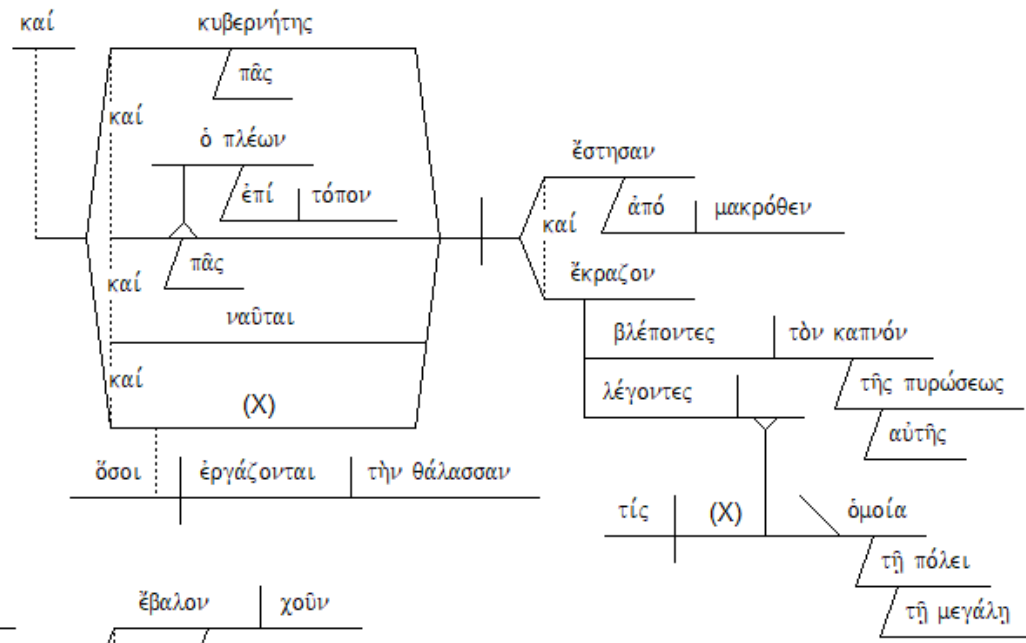 καί κυβερνήτης
πᾶς
καί
ὁ πλέων
ἐπί τόπον
πᾶς
καί
ναῦται
καί
(X)
ὅσοι ἐργάζονται τὴν θάλασσαν
ἔστησαν
ἀπό μακρόθεν
καί
ἔκραζον
βλέποντες τὸν καπνόν
τῆς πυρώσεως
αὐτῆς
λέγοντες
τίς (X) ὁμοία
τῇ πόλει
τῇ μεγάλῃ
ἔβαλον χοῦν